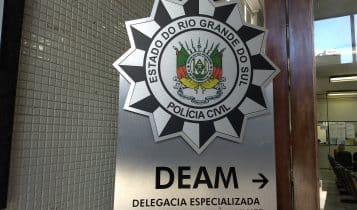 ESTADO DO RIO GRANDE DO SUL
POLÍCIA CIVIL
DEAM →
DELEGACIA ESPECIALIZADA